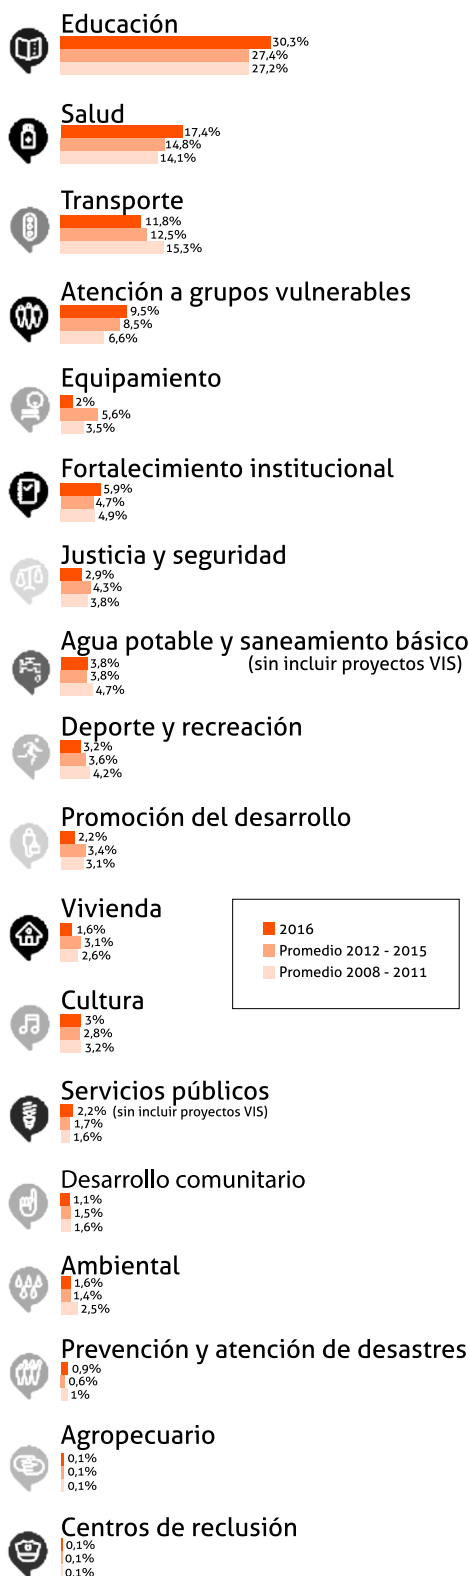 Educación
30,3%
27,4%
27,2%
Salud
17,4%
14,8%
14,1%
Transporte
11,8%
12,5%
15,3%
Atención a grupos vulnerables
9,5%
8,5%
6,6%
Equipamiento
2%
5,6%
3,5%
Fortalecimiento institucional
5,9%
4,7%
4,9%
Justicia y seguridad
2,9%
4,3%
3,8%
Agua potable y saneamiento básico
(sin incluir proyectos VIS)
3,8%
3,8%
4,7%
Deporte y recreación
3,2%
3,6%
4,2%
Promoción del desarrollo
2,2%
3,4%
3,1%
Vivienda
1,6%
3,1%
2,6%
2016
Promedio 2012 - 2015
Promedio 2008 - 2011
Cultura
3%
2,8%
3,2%
Servicios públicos
2,2% (sin incluir proyectos VIS)
1,7%
1,6%
Desarrollo comunitario
1,1%
1,5%
1,6%
Ambiental
1,6%
1,4%
2,5%
Prevención y atención de desastres
0,9%
0,6%
1%
Agropecuario
0,1%
0,1%
0,1%
Centros de reclusión
0,1%
0,1%
0,1%